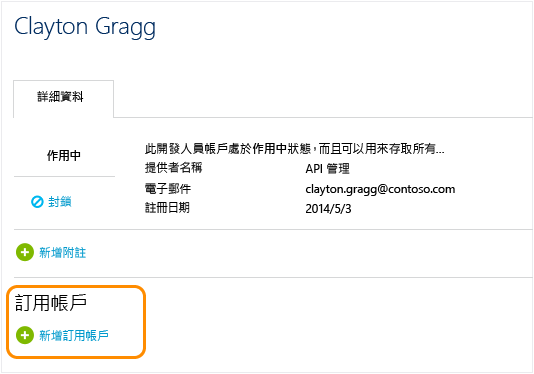 Clayton Gragg
詳細資料
作用中
此開發人員帳戶處於作用中狀態，而且可以用來存取所有...
提供者名稱 API 管理
電子郵件 clayton.gragg@contoso.com
封鎖
註冊日期 2014/5/3
新增附註
訂用帳戶
新增訂用帳戶